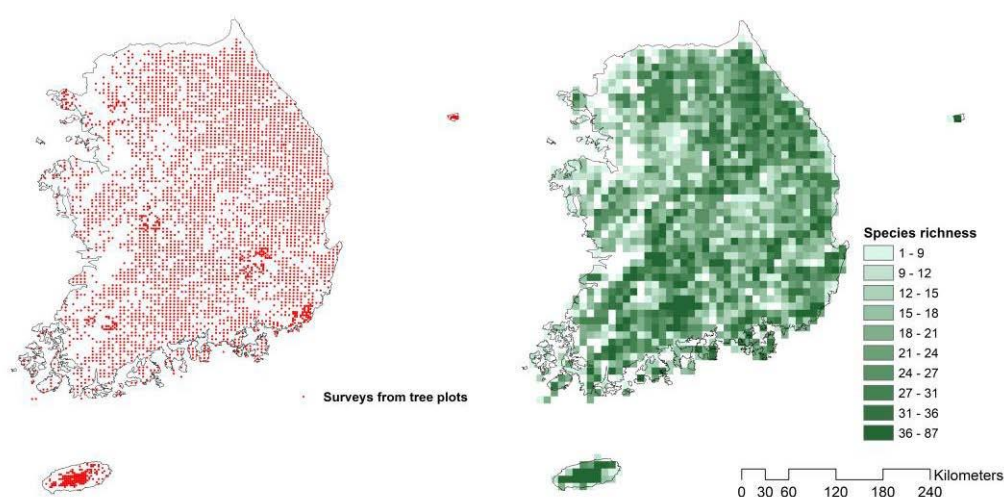 Surveys from tree plots
Species richness
1 - 9
9 - 12
12 - 15
15 - 18
18 - 21
21 - 24
24 - 27
27 - 31
31 - 36
36 - 87
Kilometers
0 30 60 120 180 240